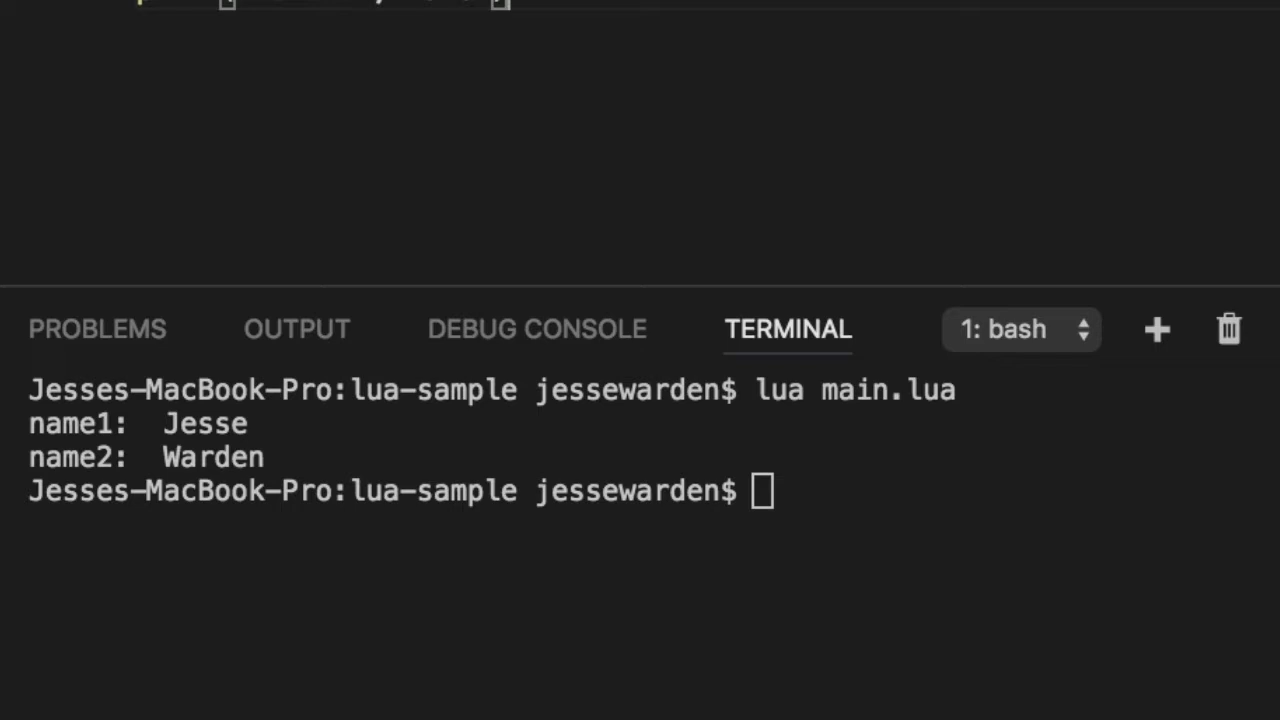 PROBLEMS OUTPUT DEBUG CONSOLE TERMINAL 1: bash
Jesses-MacBook-Pro:lua-sample jessewarden$ lua main.lua
name1:  Jesse
name2:  Warden
Jesses-MacBook-Pro:lua-sample jessewarden$